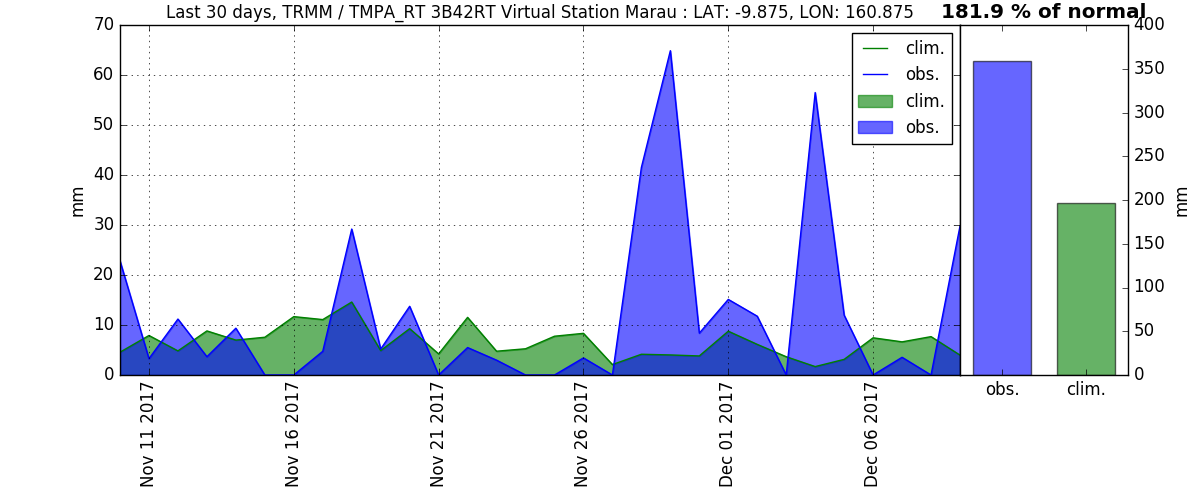 Last 30 days, TRMM / TMPA_RT 3B42RT Virtual Station Marau : LAT: -9.875, LON: 160.875
181.9 % of normal
70
60
50
40
30
20
10
0
mm
Nov 11 2017
Nov 16 2017
Nov 21 2017
Nov 26 2017
Dec 01 2017
Dec 06 2017
clim.
obs.
clim.
obs.
400
350
300
250
200
150
100
50
0
mm
obs.
clim.